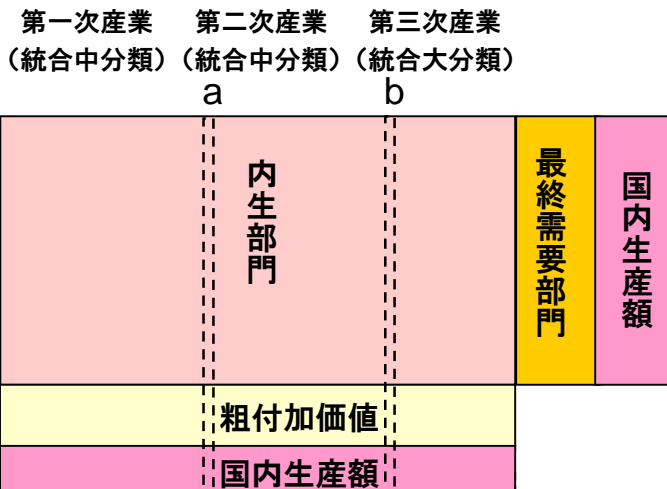 第一次産業 第二次産業 第三次産業
（統合中分類）（統合中分類）（統合大分類）
a b
内生部門
最終需要部門
国内生産額
粗付加価値
国内生産額